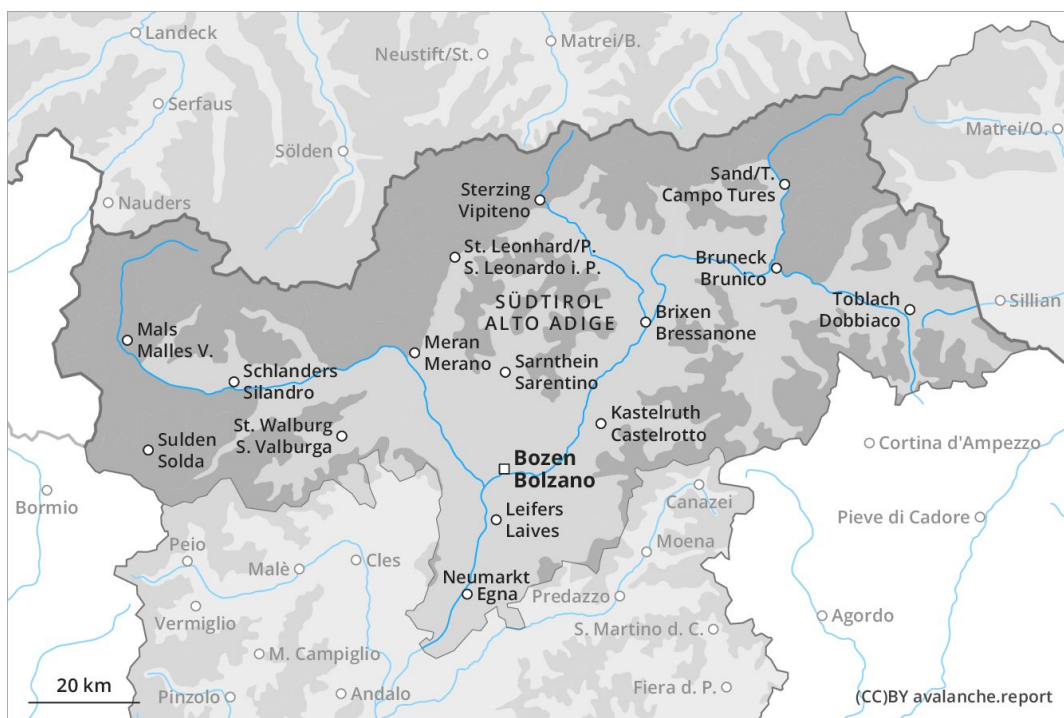 Landeck
Neustift/St.
Matrei/B.
Serfaus
Matrei/O.
Sölden
Nauders
Sand/T.
Campo Tures
Sterzing
Vipiteno
St. Leonhard/P.
S. Leonardo i. P.
Bruneck
Brunico
SÜDTIROL
ALTO ADIGE
Toblach
Dobbiaco
Sillian
Mals
Malles V.
Meran
Merano
Brixen
Bressanone
Schlanders
Silandro
Sarnthein
Sarentino
St. Walburg
S. Valburga
Kastelruth
Castelrotto
Sulden
Solda
Cortina d'Ampezzo
Bozen
Bolzano
Bormio
Canazei
Leifers
Laives
Pieve di Cadore
Peio
Malè
Cles
Moena
Neumarkt
Egna
Predazzo
Vermiglio
Agordo
S. Martino d. C.
M. Campiglio
20 km
Pinzolo
Andalo
Fiera d. P.
(CC)BY avalanche.report